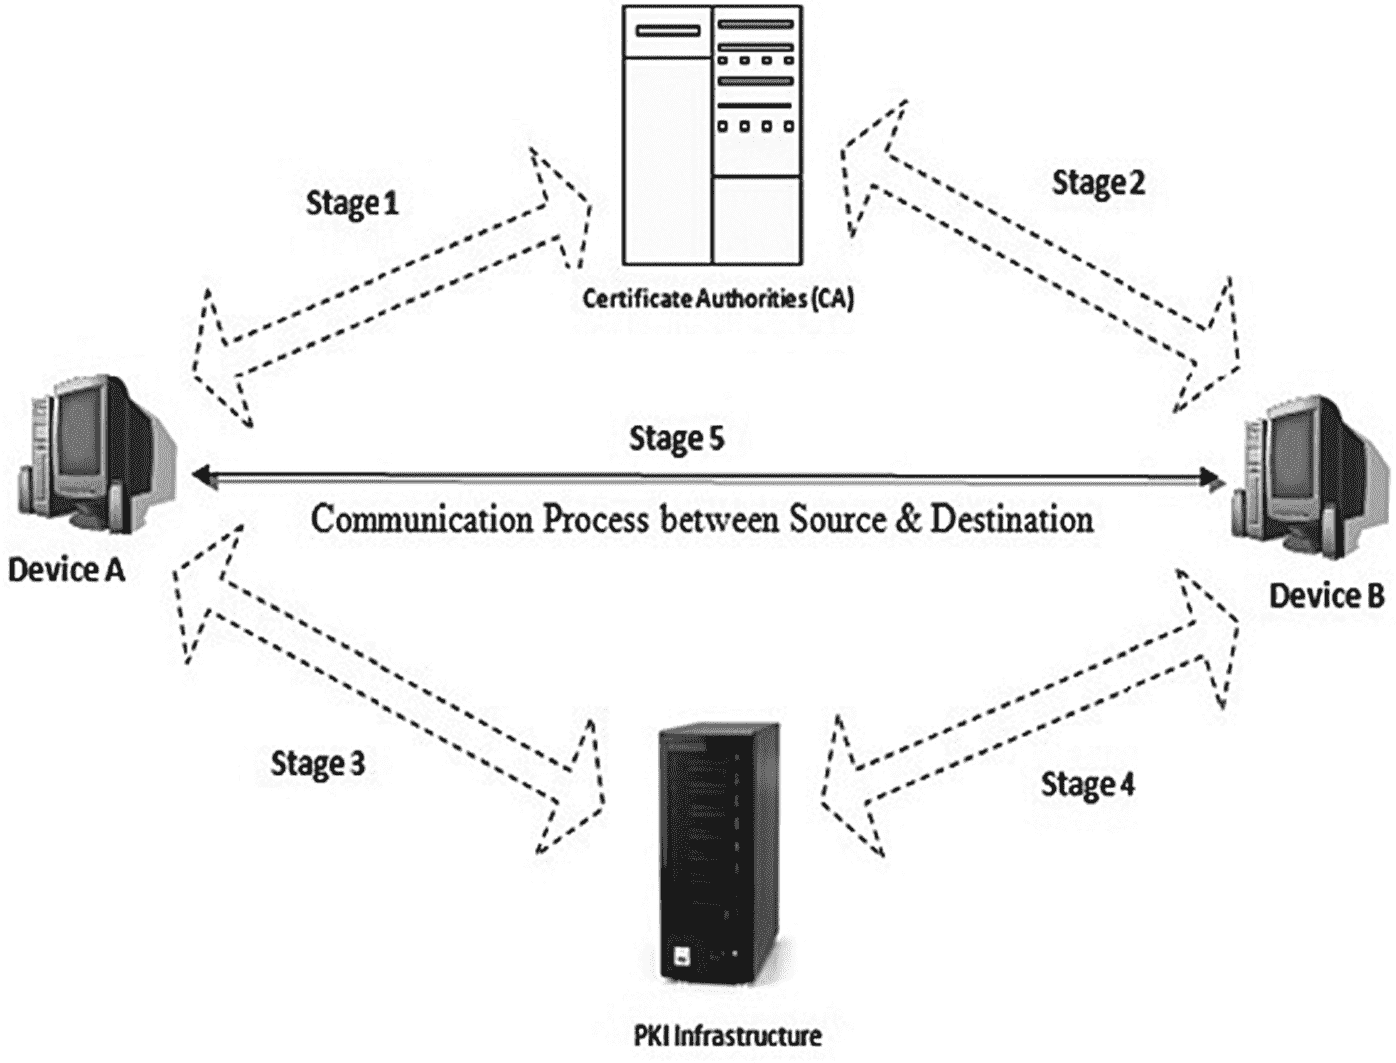 Stage 1
Stage 2
Certificate Authorities (CA)
Stage 5
Communication Process between Source & Destination
Device A
Device B
Stage 3
Stage 4
PKI Infrastructure